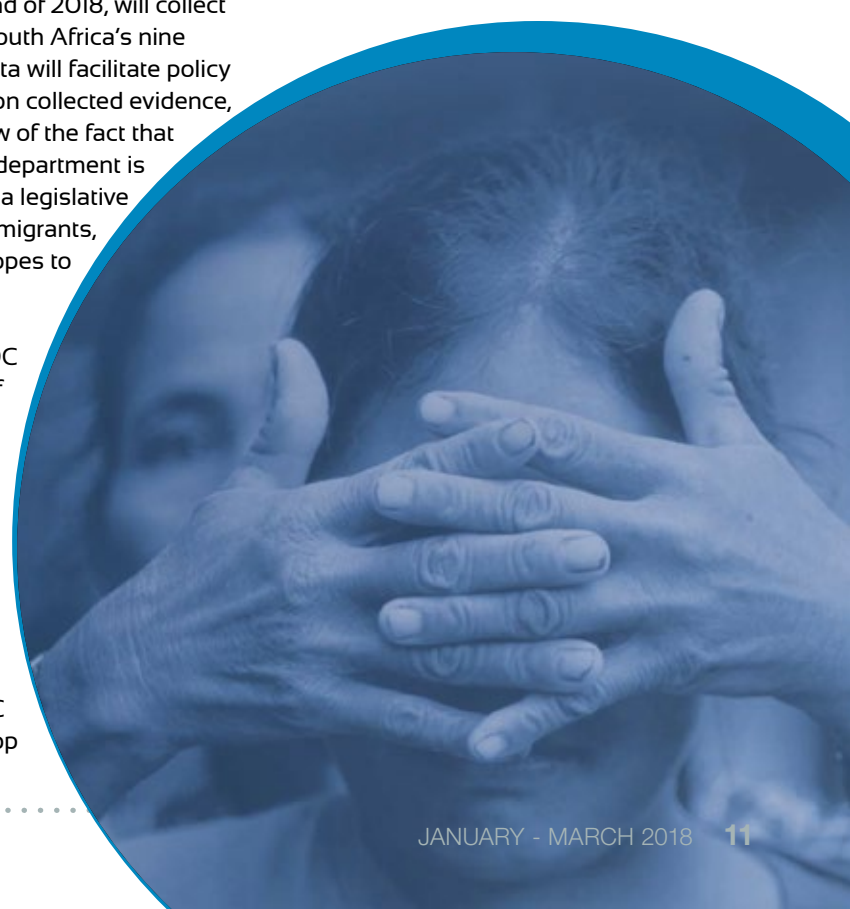 nd of 2018, will collect
outh Africa's nine
ta will facilitate policy
on collected evidence,
w of the fact that
department is
a legislative
migrants,
opes to
C
f
C
op
JANUARY - MARCH 2018 11